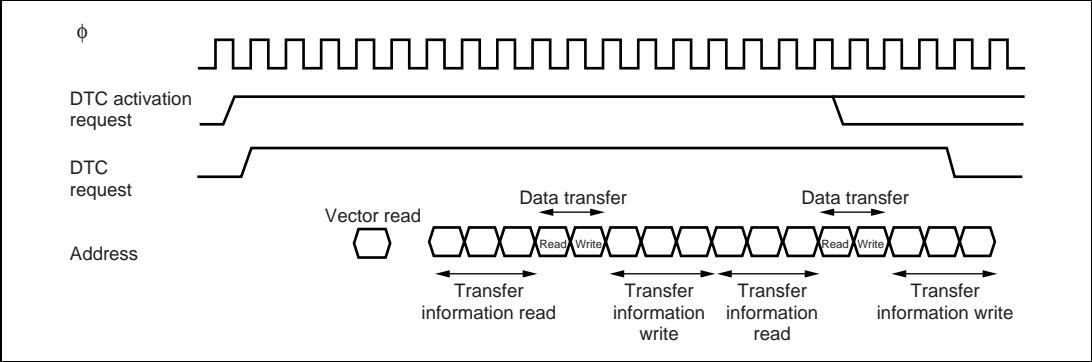 ϕ
DTC activation
request
DTC
request
Data transfer
Data transfer
Vector read
Address
Read
Write
Read
Write
Transfer
information read
Transfer
information
write
Transfer
information
read
Transfer
information write